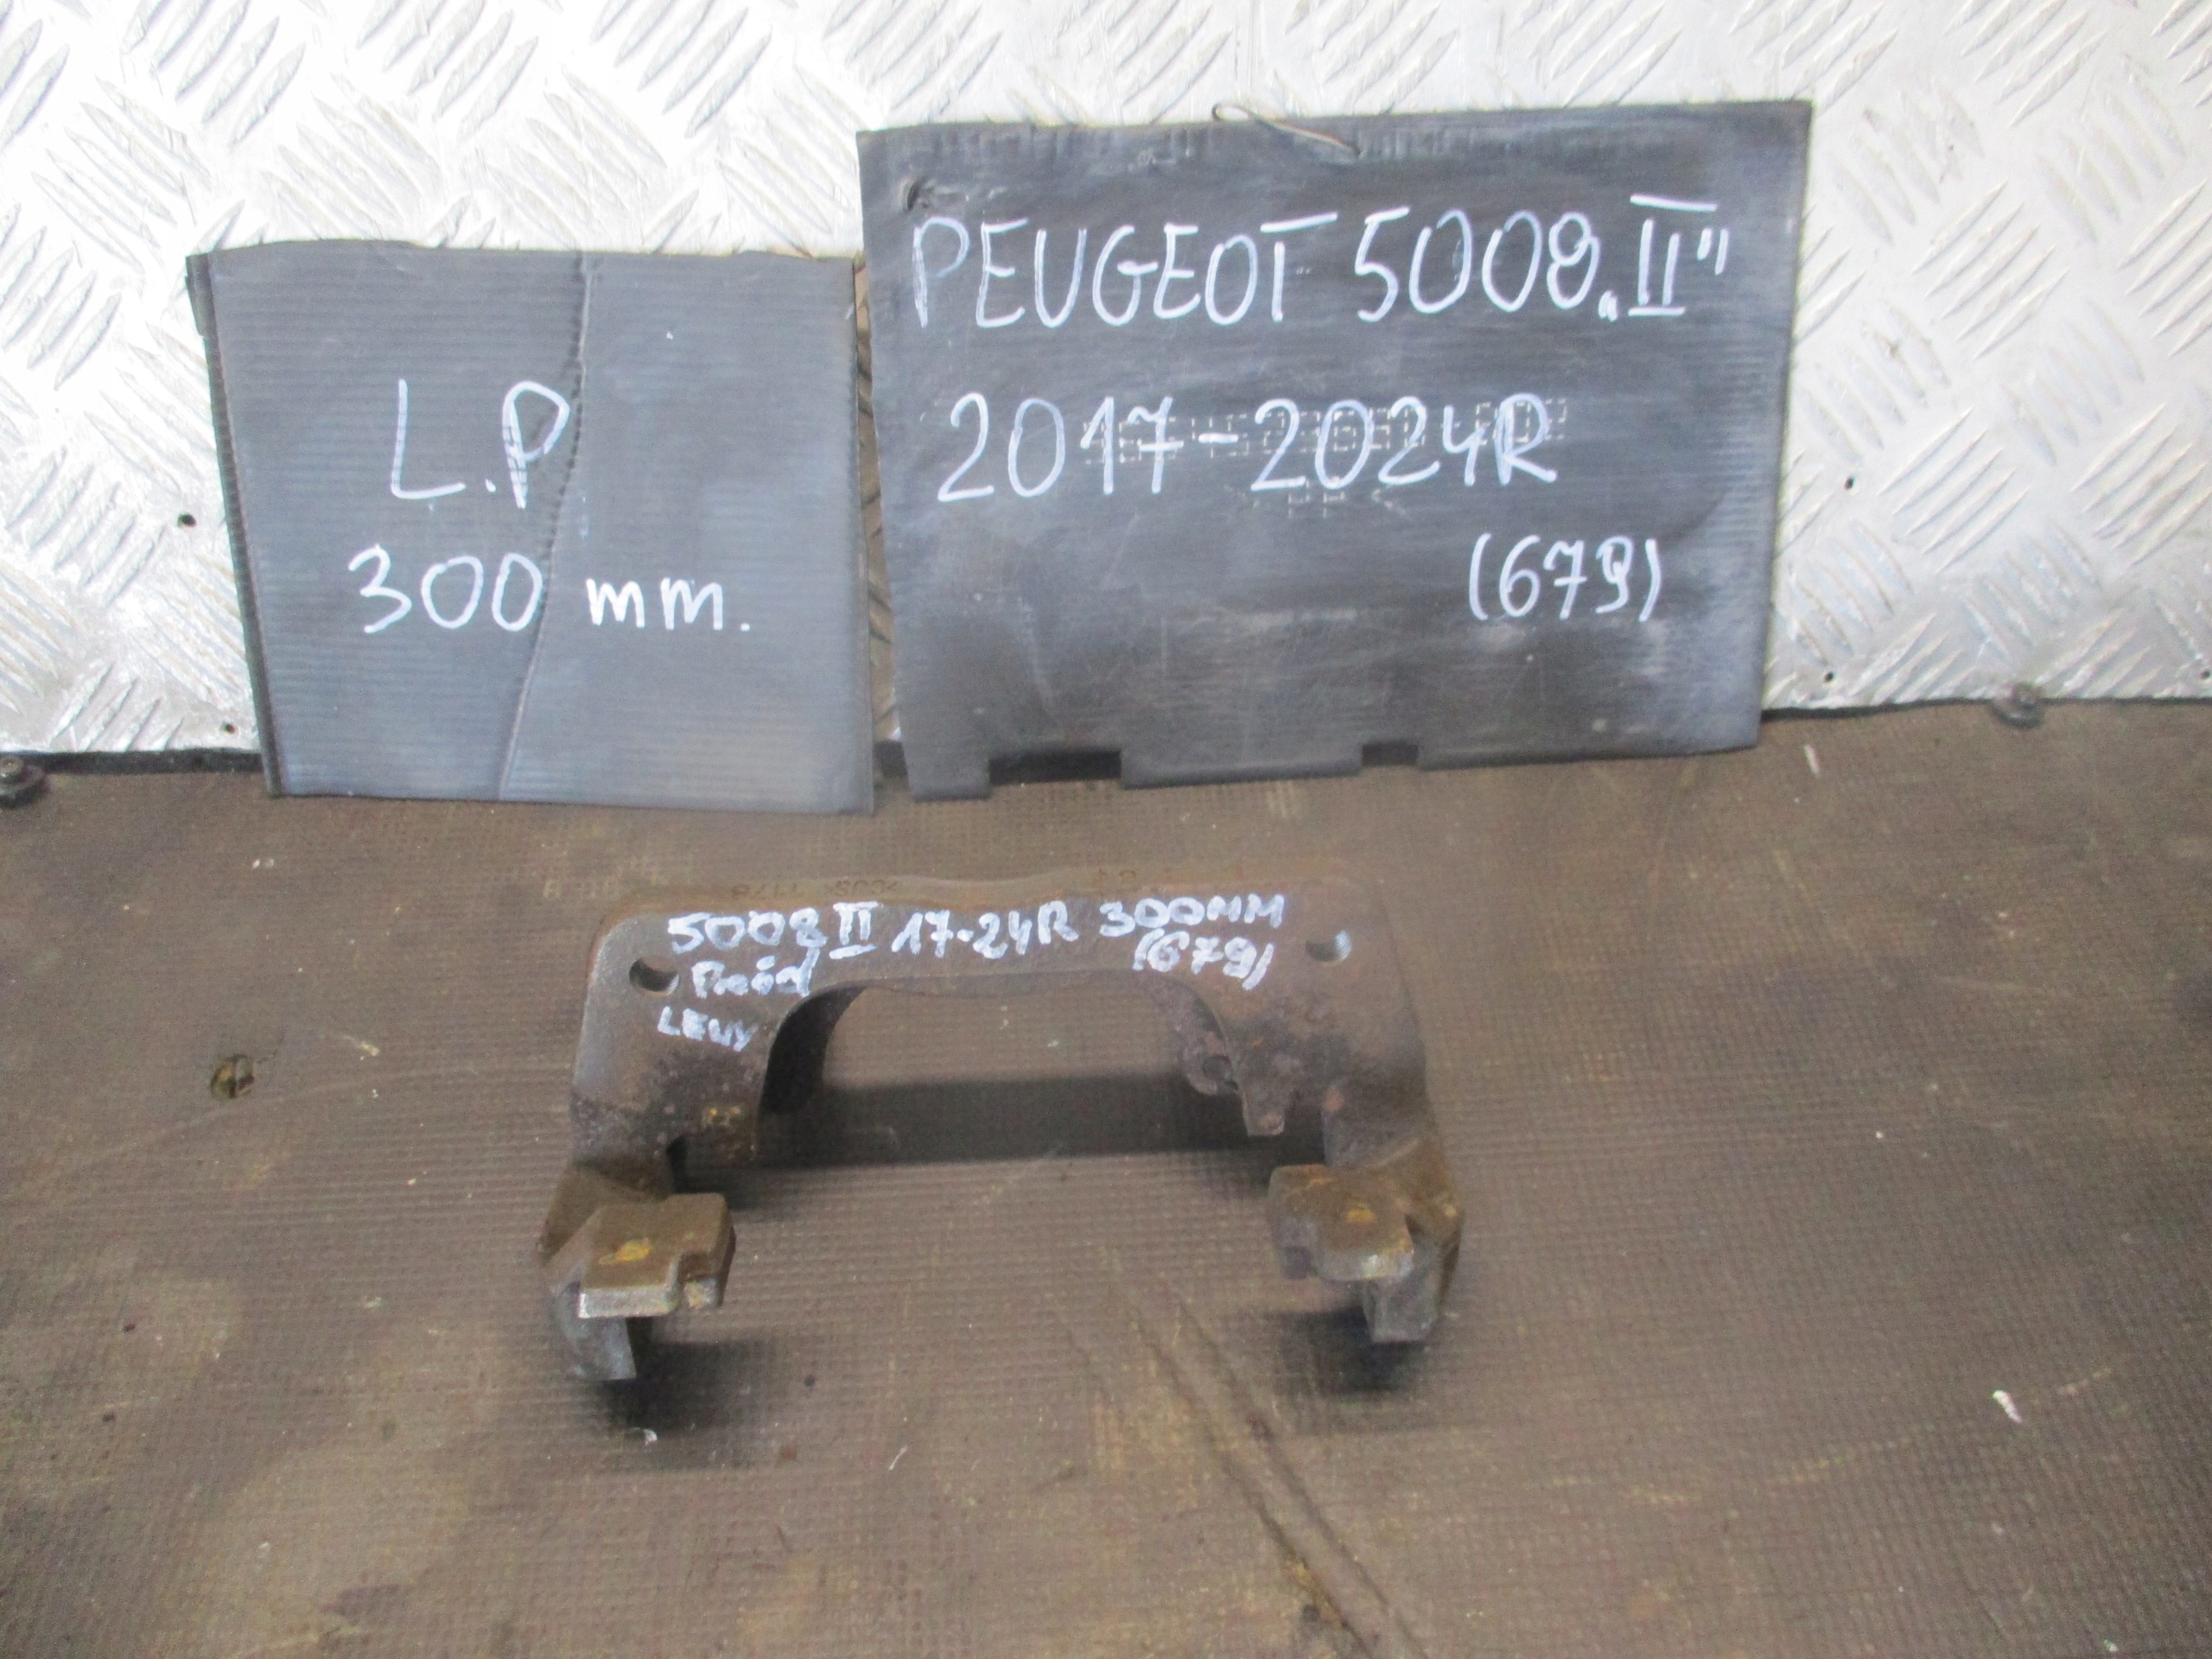 L.P
300 mm.
PEUGEOT 5008 „II"
2017-2024R
(679)
5008 II 17-24R 300MM
(679)
Przód
LEWY